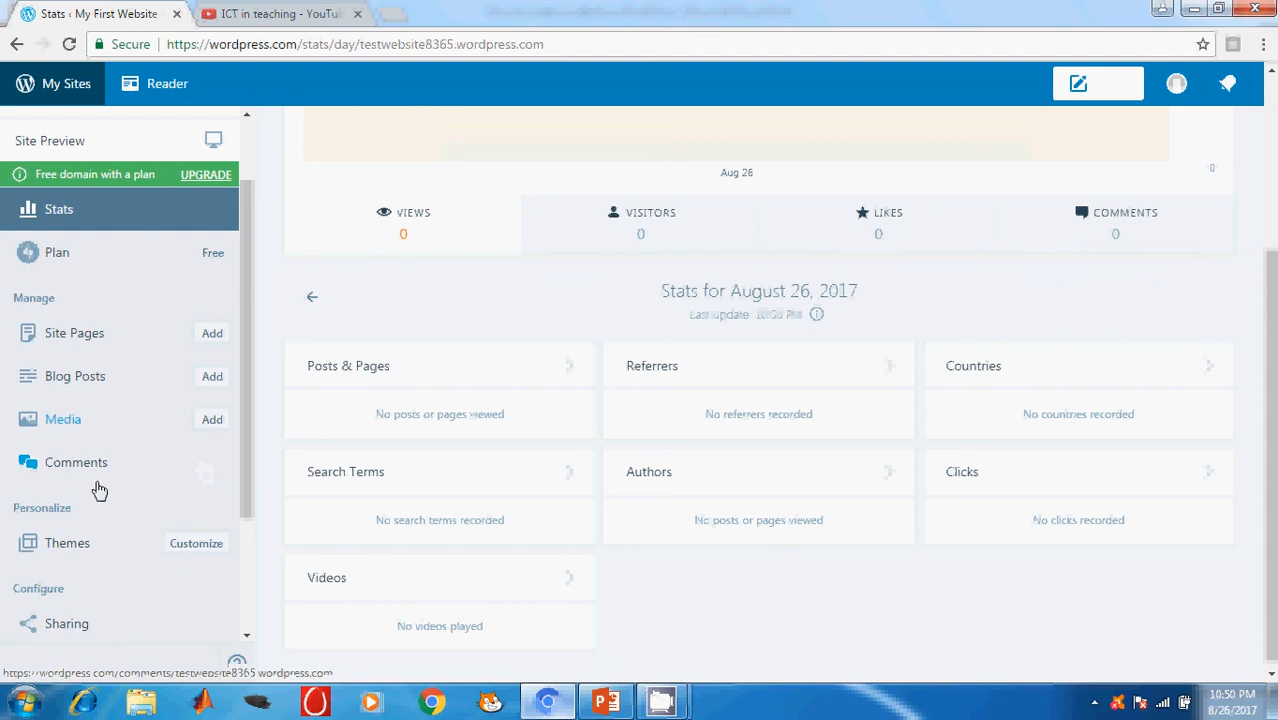 Stats ‹ My First Website
ICT in teaching - YouTu
Secure
https://wordpress.com/stats/day/testwebsite8365.wordpress.com
My Sites
Reader
Site Preview
Free domain with a plan UPGRADE
Stats
Plan Free
Manage
Site Pages Add
Blog Posts Add
Media Add
Comments
Personalize
Themes Customize
Configure
Sharing
Aug 26
VIEWS
0
VISITORS
0
LIKES
0
COMMENTS
0
Stats for August 26, 2017
Last update 10:50 PM
Posts & Pages
No posts or pages viewed
Referrers
No referrers recorded
Countries
No countries recorded
Search Terms
No search terms recorded
Authors
No posts or pages viewed
Clicks
No clicks recorded
Videos
No videos played
https://wordpress.com/comments/testwebsite8365.wordpress.com
10:50 PM
8/26/2017